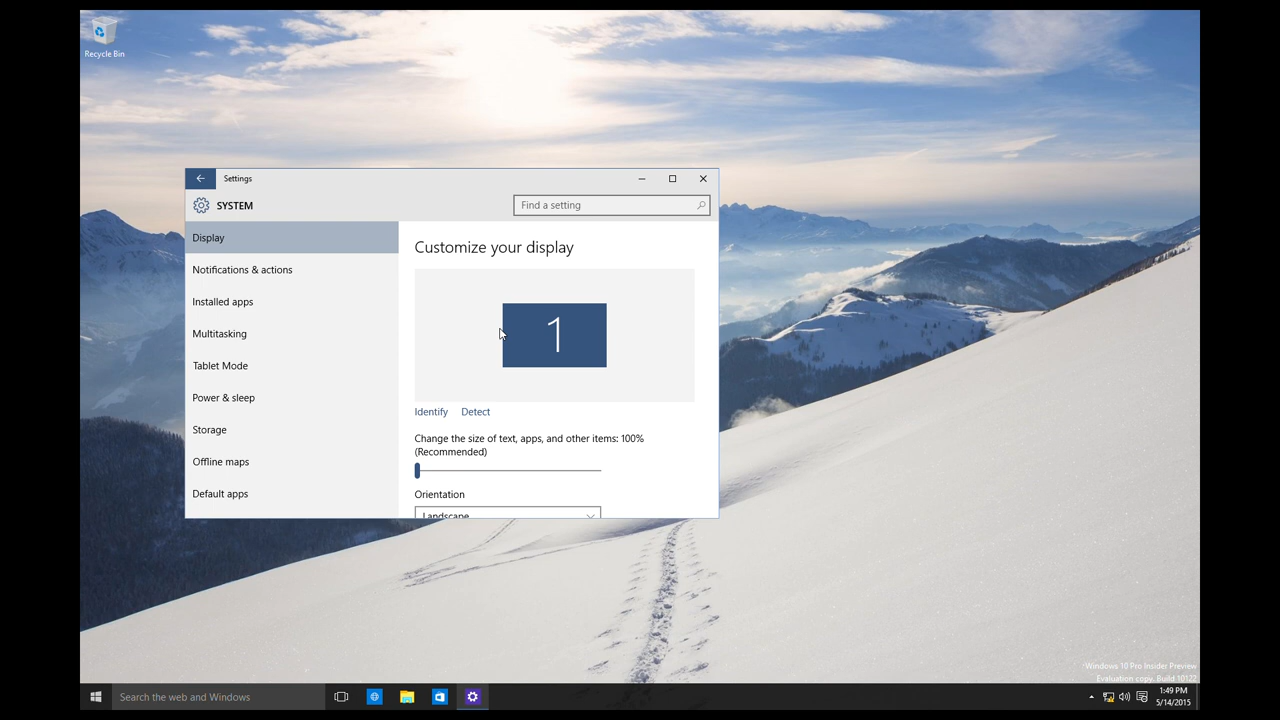 Recycle Bin
Settings
SYSTEM
Find a setting
Display
Notifications & actions
Installed apps
Multitasking
Tablet Mode
Power & sleep
Storage
Offline maps
Default apps
Customize your display
1
Identify Detect
Change the size of text, apps, and other items: 100%
(Recommended)
Orientation
Landscape
Windows 10 Pro Insider Preview
Evaluation copy. Build 10122
Search the web and Windows
1:49 PM
5/14/2015